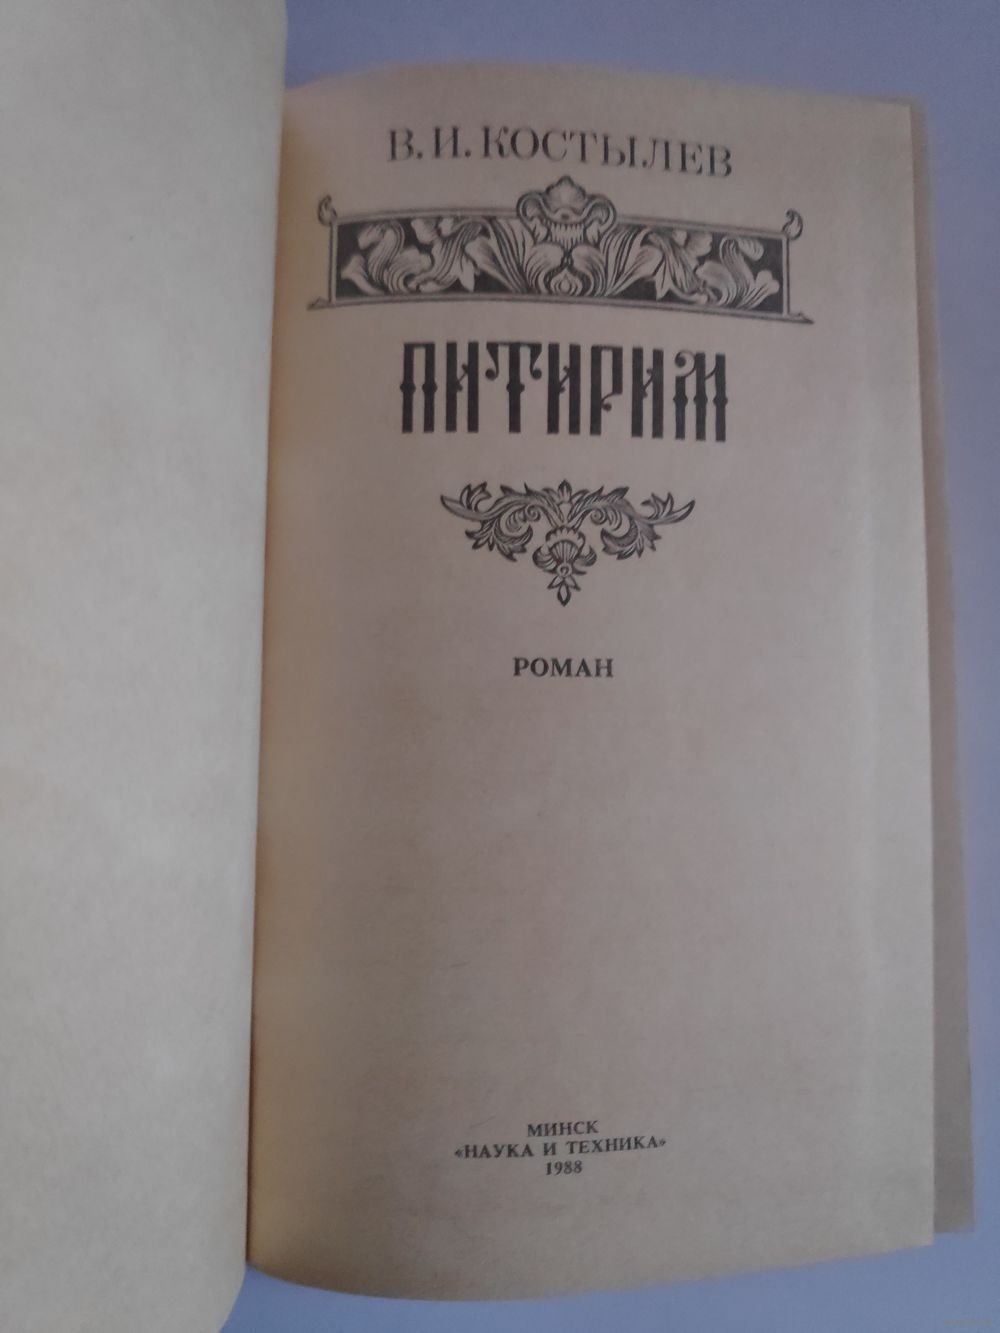 В. И. КОСТЫЛЕВ
ПИТИРИМ
РОМАН
МИНСК
«НАУКА И ТЕХНИКА»
1988